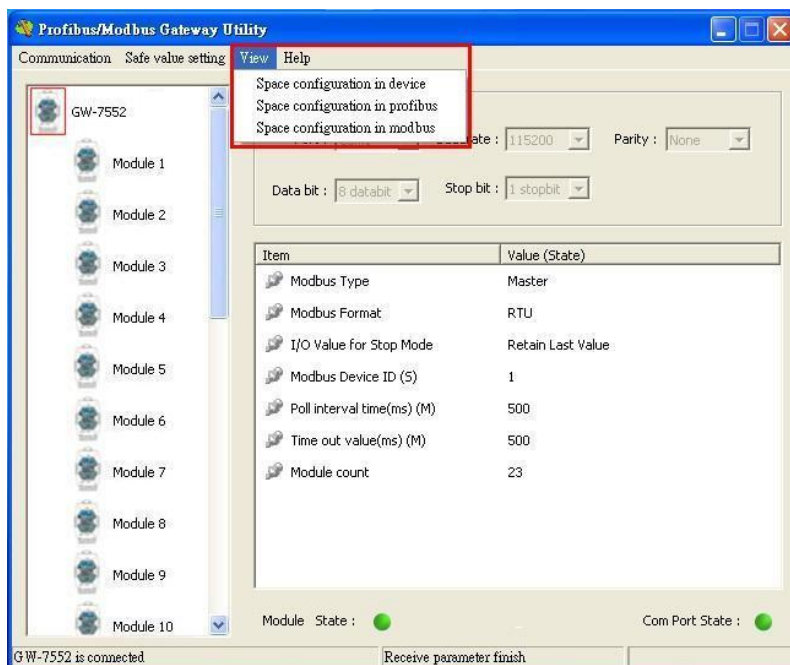 Profibus/Modbus Gateway Utility
Communication Safe value setting View Help
Space configuration in device
Space configuration in profibus
Space configuration in modbus
GW-7552
Module 1
Module 2
Module 3
Module 4
Module 5
Module 6
Module 7
Module 8
Module 9
Module 10
115200 Parity : None
Data bit : 8 databit Stop bit : 1 stopbit
Item Value (State)
Modbus Type Master
Modbus Format RTU
I/O Value for Stop Mode Retain Last Value
Modbus Device ID (S) 1
Poll interval time(ms) (M) 500
Time out value(ms) (M) 500
Module count 23
Module State : Com Port State :
GW-7552 is connected Receive parameter finish